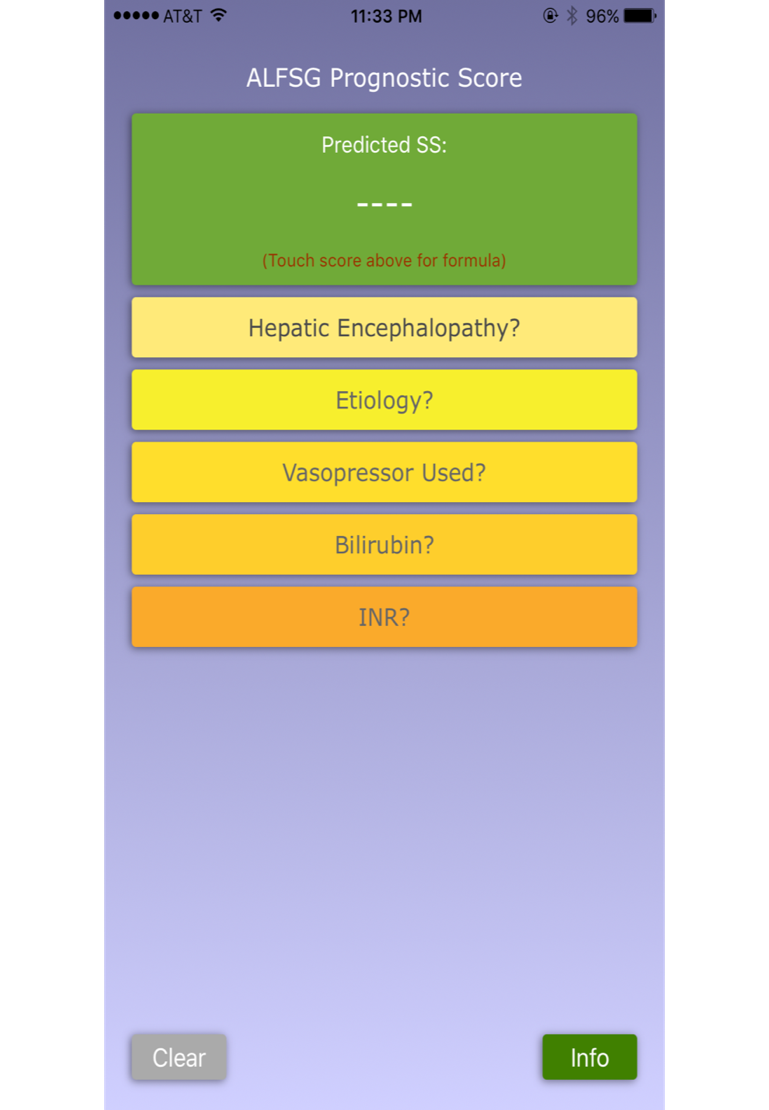 AT&T 11:33 PM 96%
ALFSG Prognostic Score
Predicted SS:
----
(Touch score above for formula)
Hepatic Encephalopathy?
Etiology?
Vasopressor Used?
Bilirubin?
INR?
Clear Info